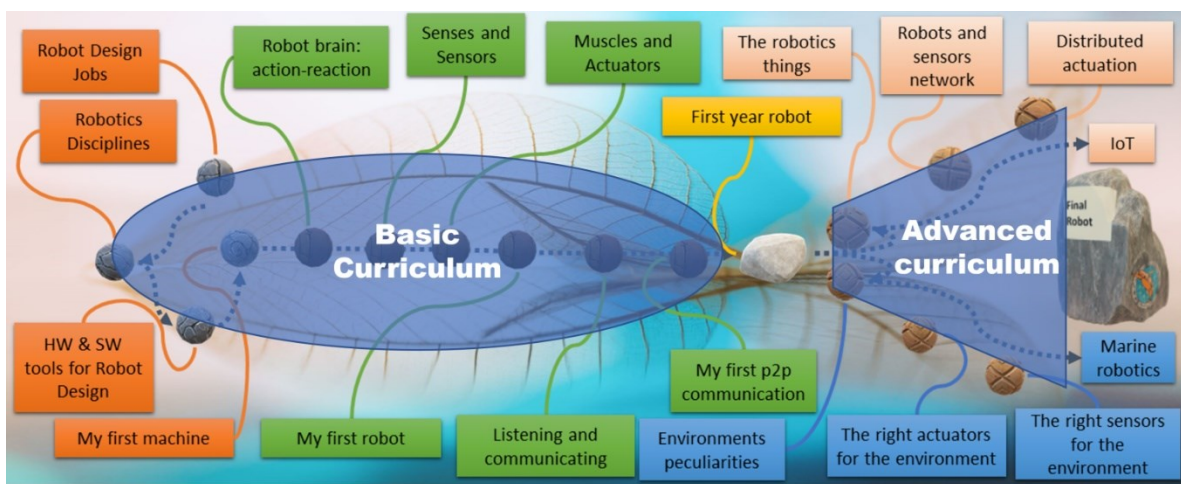 Robot Design
Jobs
Robotics
Disciplines
Robot brain:
action-reaction
Senses and
Sensors
Muscles and
Actuators
The robotics
things
Robots and
sensors
network
Distributed
actuation
First year robot
IoT
Final
Robot
Basic
Curriculum
Advanced
curriculum
HW & SW
tools for Robot
Design
My first machine
My first robot
Listening and
communicating
My first p2p
communication
Environments
peculiarities
The right actuators
for the environment
Marine
robotics
The right sensors
for the
environment